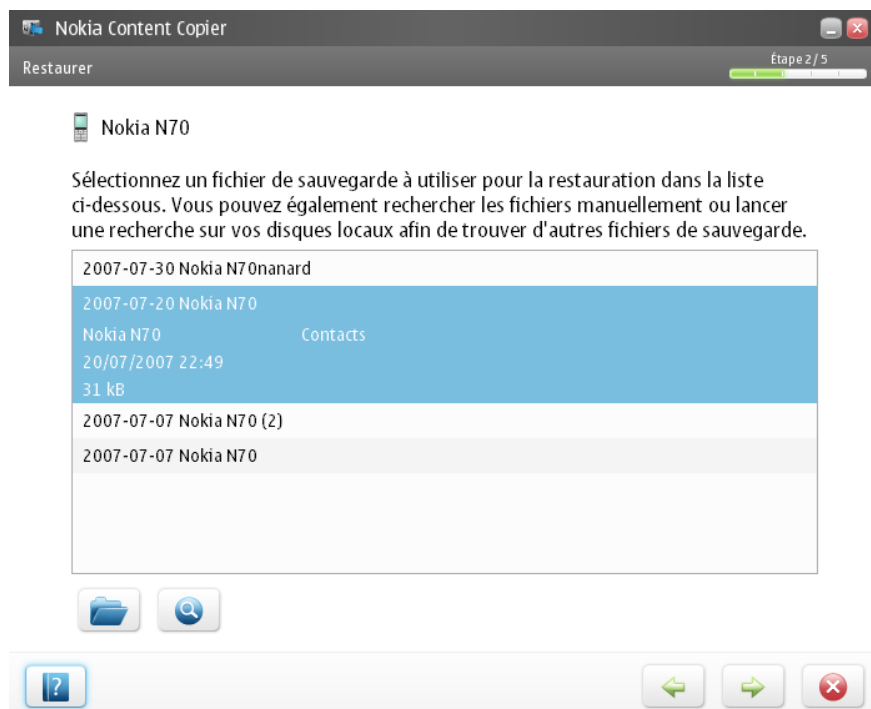 Nokia Content Copier
Restaurer
Étape 2 / 5
Nokia N70
Sélectionnez un fichier de sauvegarde à utiliser pour la restauration dans la liste
ci-dessous. Vous pouvez également rechercher les fichiers manuellement ou lancer
une recherche sur vos disques locaux afin de trouver d'autres fichiers de sauvegarde.
2007-07-30 Nokia N70nanard
2007-07-20 Nokia N70
Nokia N70 Contacts
20/07/2007 22:49
31 kB
2007-07-07 Nokia N70 (2)
2007-07-07 Nokia N70
?